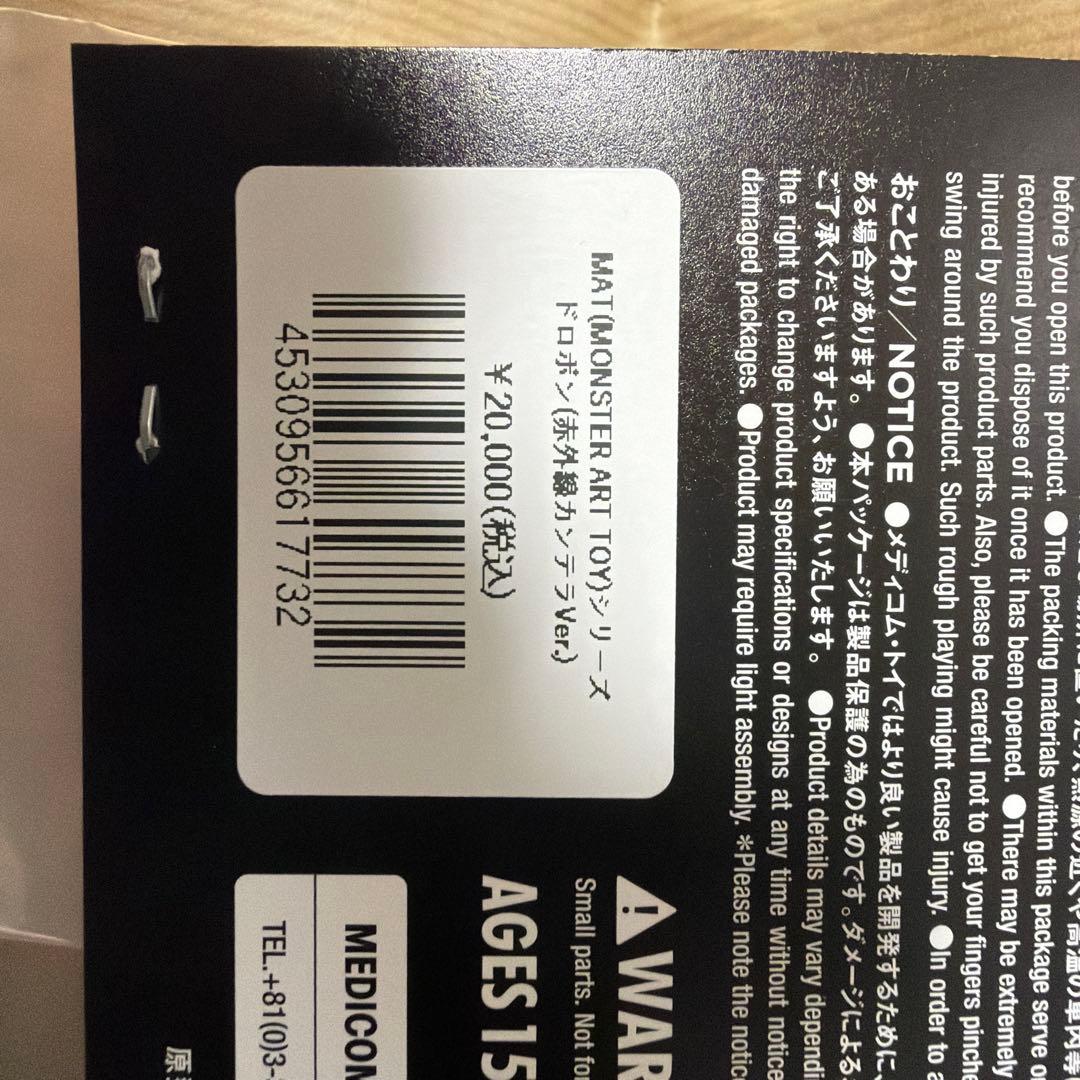 before you open this product. ●The packing materials within this package serve
recommend you dispose of it once it has been opened. ●There may be extremely
injured by such product parts. Also, please be careful not to get your fingers
swing around the product. Such rough playing might cause injury. ●In order to
おことわり／NOTICE ●メディコム・トイではより良い製品を開発するために、
ある場合があります。 ●本パッケージは製品保護の為のものです。ダメージによる
ご了承くださいますよう、お願いいたします。 ●Product details may vary
the right to change product specifications or designs at any time without notice
damaged packages. ●Product may require light assembly. *Please note the
MAT(MONSTER ART TOY)シリーズ
ドロボン(赤外線カンテラVer.)
￥20,000(税込)
4530956617732
WAR
Small parts. Not
AGES 15
MEDICOM
TEL.+81(0)3-
原